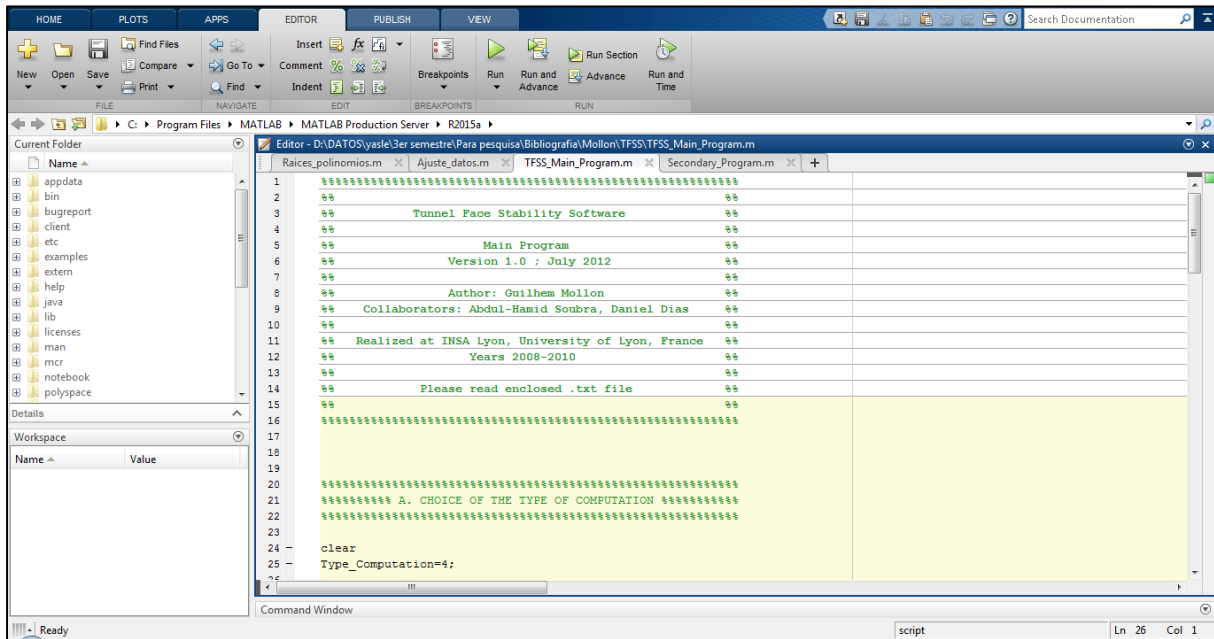 HOME PLOTS APPS EDITOR PUBLISH VIEW Search Documentation
New Open Save Find Files Compare Print Go To Find Insert fx Comment Indent Breakpoints Run Run and Advance Run Section Advance Run and Time
FILE NAVIGATE EDIT BREAKPOINTS RUN
C: Program Files MATLAB MATLAB Production Server R2015a
Current Folder
Name
appdata
bin
bugreport
client
etc
examples
extern
help
java
lib
licenses
man
mcr
notebook
polyspace
Details
Workspace
Name Value
Editor - D:\DATOS\yasle\3er semestre\Para pesquisa\Bibliografia\Mollon\TFSS\TFSS_Main_Program.m
Raices_polinomios.m Ajuste_datos.m TFSS_Main_Program.m Secondary_Program.m +
1 %%%%%%%%%%%%%%%%%%%%%%%%%%%%%%%%%%%%%%%%%%%%%%%%%%%%%%%%%%%
2 %% %%
3 %% Tunnel Face Stability Software %%
4 %% %%
5 %% Main Program %%
6 %% Version 1.0 ; July 2012 %%
7 %% %%
8 %% Author: Guilhem Mollon %%
9 %% Collaborators: Abdul-Hamid Soubra, Daniel Dias %%
10 %% %%
11 %% Realized at INSA Lyon, University of Lyon, France %%
12 %% Years 2008-2010 %%
13 %% %%
14 %% Please read enclosed .txt file %%
15 %% %%
16 %%%%%%%%%%%%%%%%%%%%%%%%%%%%%%%%%%%%%%%%%%%%%%%%%%%%%%%%%%%
17
18
19
20 %%%%%%%%%%%%%%%%%%%%%%%%%%%%%%%%%%%%%%%%%%%%%%%%%%%%%%%%%%%
21 %%%%%%%%%% A. CHOICE OF THE TYPE OF COMPUTATION %%%%%%%%%%%
22 %%%%%%%%%%%%%%%%%%%%%%%%%%%%%%%%%%%%%%%%%%%%%%%%%%%%%%%%%%%
23
24 – clear
25 – Type_Computation=4;
26
Command Window
Ready script Ln 26 Col 1